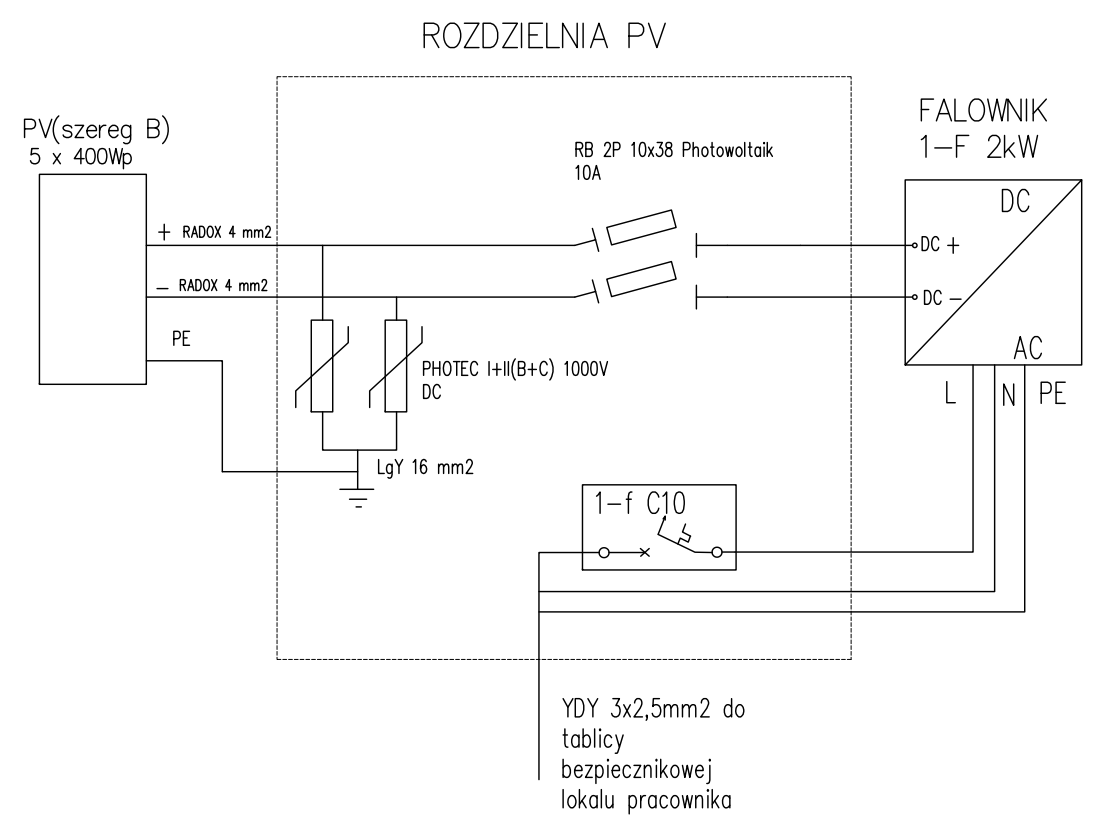 ROZDZIELNIA PV
PV(szereg B)
5 x 400Wp
FALOWNIK
1-F 2kW
RB 2P 10x38 Photowoltaik
10A
DC
+ RADOX 4 mm2
DC +
- RADOX 4 mm2
DC -
PE
AC
PHOTEC I+II(B+C) 1000V
DC
L N PE
LgY 16 mm2
1-f C10
YDY 3x2,5mm2 do
tablicy
bezpiecznikowej
lokalu pracownika